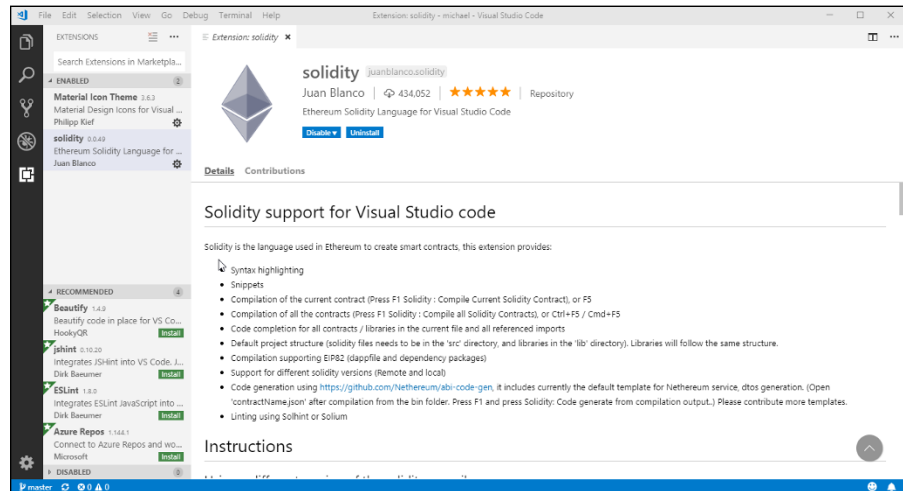 File Edit Selection View Go Debug Terminal Help Extension: solidity - michael - Visual Studio Code
EXTENSIONS
Extension: solidity
Search Extensions in Marketpla...
ENABLED 2
Material Icon Theme 3.6.3
Material Design Icons for Visual ...
Philipp Kief
solidity 0.0.49
Ethereum Solidity Language for ...
Juan Blanco
RECOMMENDED 4
Beautify 1.4.9
Beautify code in place for VS Co...
HookyQR Install
jshint 0.10.20
Integrates JSHint into VS Code. J...
Dirk Baeumer Install
ESLint 1.8.0
Integrates ESLint JavaScript into ...
Dirk Baeumer Install
Azure Repos 1.144.1
Connect to Azure Repos and wo...
Microsoft Install
DISABLED 0
solidity juanblanco.solidity
Juan Blanco 434,052 Repository
Ethereum Solidity Language for Visual Studio Code
Disable Uninstall
Details Contributions
Solidity support for Visual Studio code
Solidity is the language used in Ethereum to create smart contracts, this extension provides:
Syntax highlighting
Snippets
Compilation of the current contract (Press F1 Solidity : Compile Current Solidity Contract), or F5
Compilation of all the contracts (Press F1 Solidity : Compile all Solidity Contracts), or Ctrl+F5 / Cmd+F5
Code completion for all contracts / libraries in the current file and all referenced imports
Default project structure (solidity files needs to be in the 'src' directory, and libraries in the 'lib' directory). Libraries will follow the same structure.
Compilation supporting EIP82 (dappfile and dependency packages)
Support for different solidity versions (Remote and local)
Code generation using https://github.com/Nethereum/abi-code-gen, it includes currently the default template for Nethereum service, dtos generation. (Open
'contractName.json' after compilation from the bin folder. Press F1 and press Solidity: Code generate from compilation output..) Please contribute more templates.
Linting using Solhint or Solium
Instructions
master 0 0